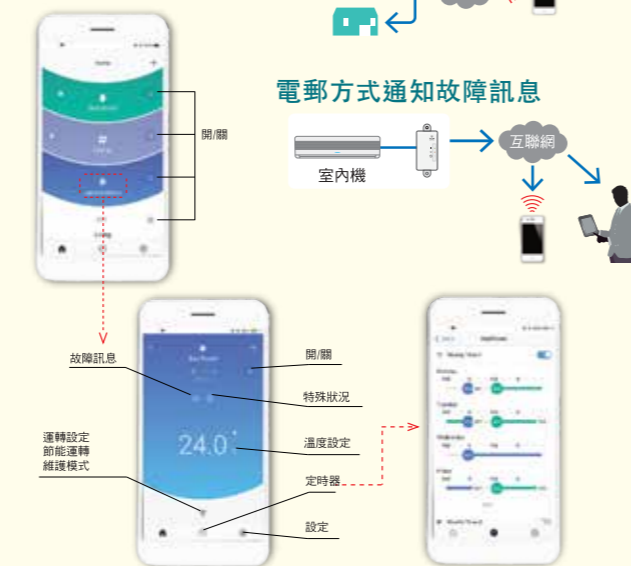 電郵方式通知故障訊息
開/關
室內機
互聯網
故障訊息
運轉設定
節能運轉
維護模式
24.0°
開/關
特殊狀況
溫度設定
定時器
設定